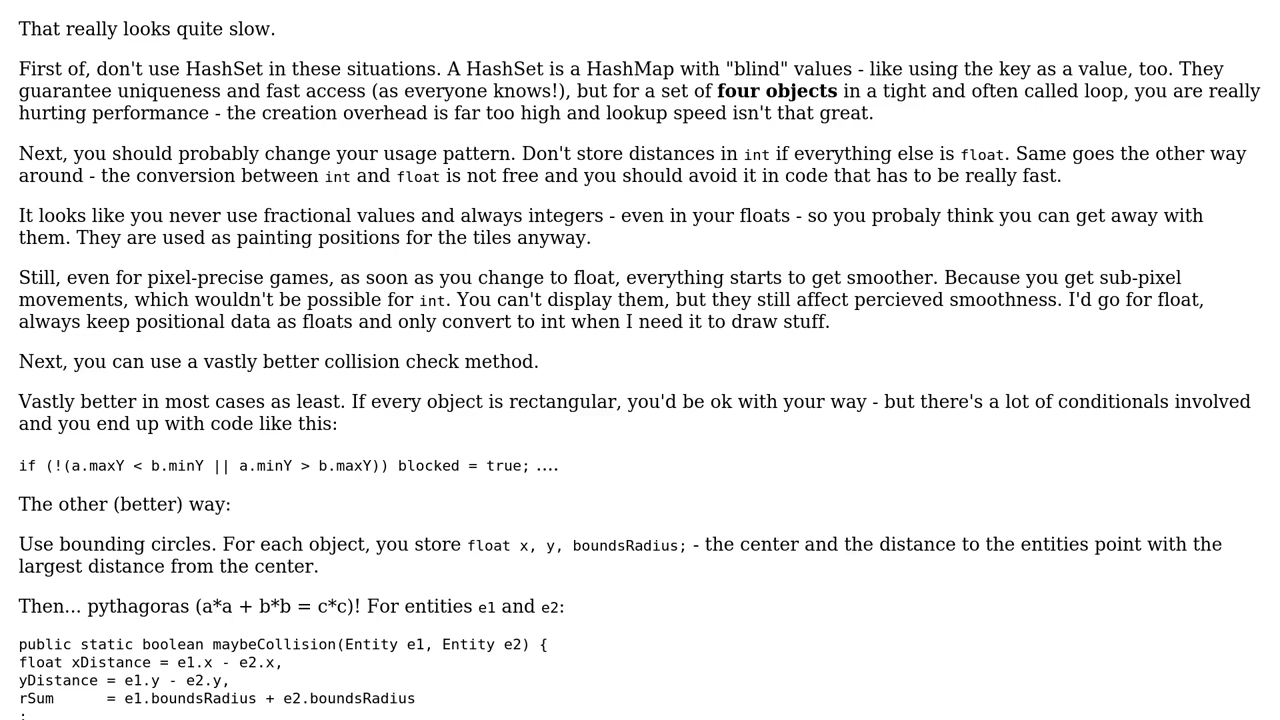 That really looks quite slow.
First of, don't use HashSet in these situations. A HashSet is a HashMap with "blind" values - like using the key as a value, too. They
guarantee uniqueness and fast access (as everyone knows!), but for a set of four objects in a tight and often called loop, you are really
hurting performance - the creation overhead is far too high and lookup speed isn't that great.
Next, you should probably change your usage pattern. Don't store distances in int if everything else is float. Same goes the other way
around - the conversion between int and float is not free and you should avoid it in code that has to be really fast.
It looks like you never use fractional values and always integers - even in your floats - so you probaly think you can get away with
them. They are used as painting positions for the tiles anyway.
Still, even for pixel-precise games, as soon as you change to float, everything starts to get smoother. Because you get sub-pixel
movements, which wouldn't be possible for int. You can't display them, but they still affect percieved smoothness. I'd go for float,
always keep positional data as floats and only convert to int when I need it to draw stuff.
Next, you can use a vastly better collision check method.
Vastly better in most cases as least. If every object is rectangular, you'd be ok with your way - but there's a lot of conditionals involved
and you end up with code like this:
if (!(a.maxY < b.minY || a.minY > b.maxY)) blocked = true; ....
The other (better) way:
Use bounding circles. For each object, you store float x, y, boundsRadius; - the center and the distance to the entities point with the
largest distance from the center.
Then... pythagoras (a*a + b*b = c*c)! For entities e1 and e2:
public static boolean maybeCollision(Entity e1, Entity e2) {
float xDistance = e1.x - e2.x,
yDistance = e1.y - e2.y,
rSum      = e1.boundsRadius + e2.boundsRadius